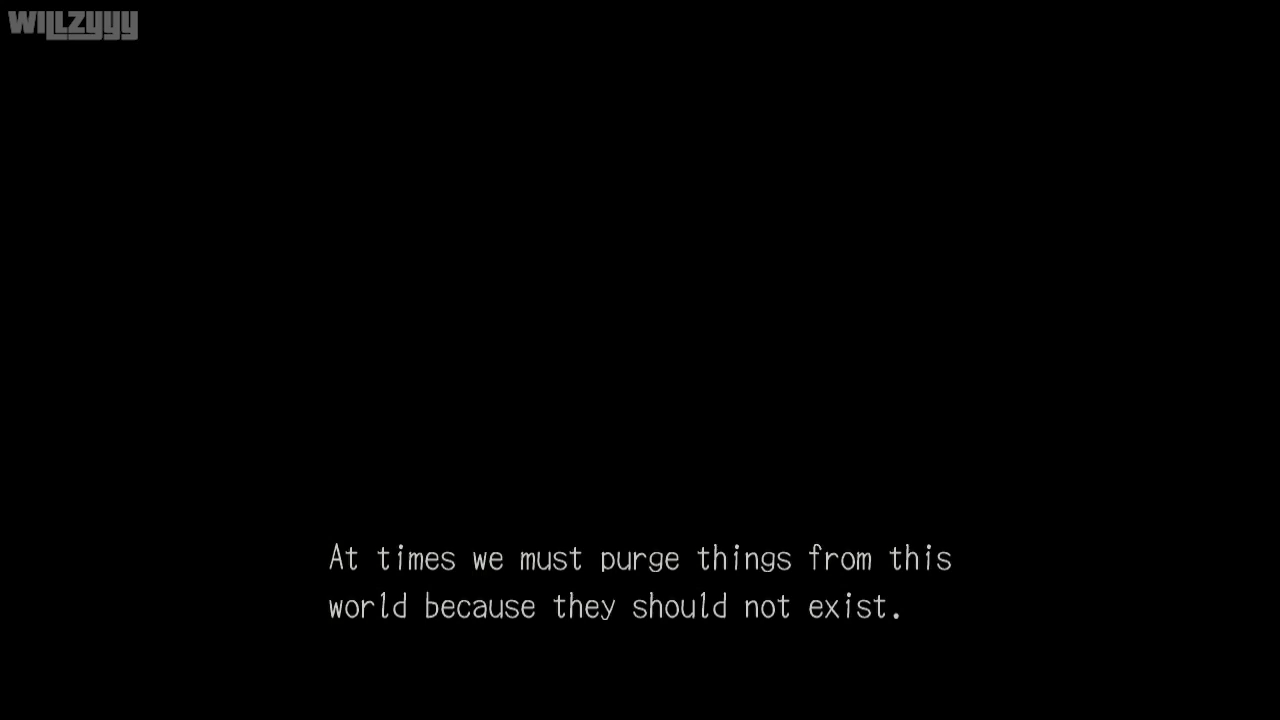 WILLZYYY
At times we must purge things from this
world because they should not exist.